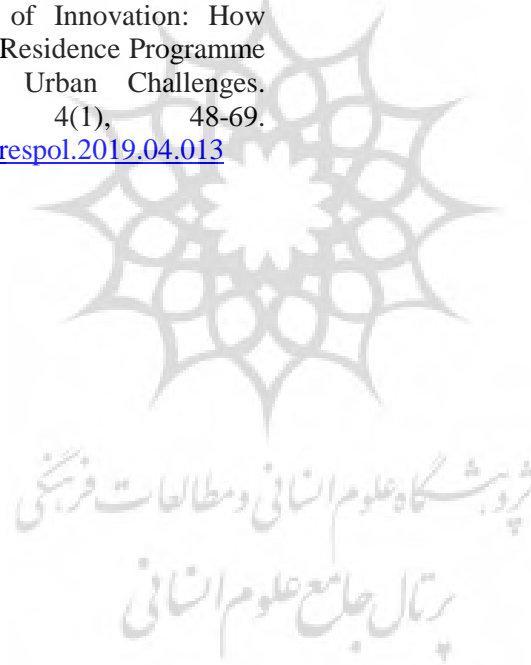 of Innovation: How
Residence Programme
Urban Challenges.
4(1), 48-69.
respol.2019.04.013
پژوهشگاه علوم انسانی و مطالعات فرهنگی
پرتال جامع علوم انسانی